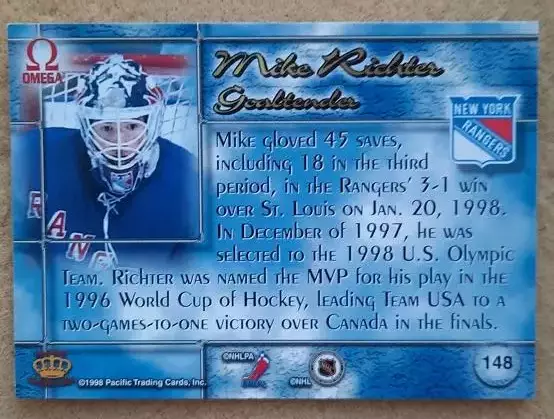 Ω
OMEGA
Mike Richter
Goaltender
NEW YORK
RANGERS
RAN
Mike gloved 45 saves,
including 18 in the third
period, in the Rangers' 3-1 win
over St. Louis on Jan. 20, 1998.
In December of 1997, he was
selected to the 1998 U.S. Olympic
Team. Richter was named the MVP for his play in the
1996 World Cup of Hockey, leading Team USA to a
two-games-to-one victory over Canada in the finals.
©1998 Pacific Trading Cards, Inc.
©NHLPA
©NHL
148